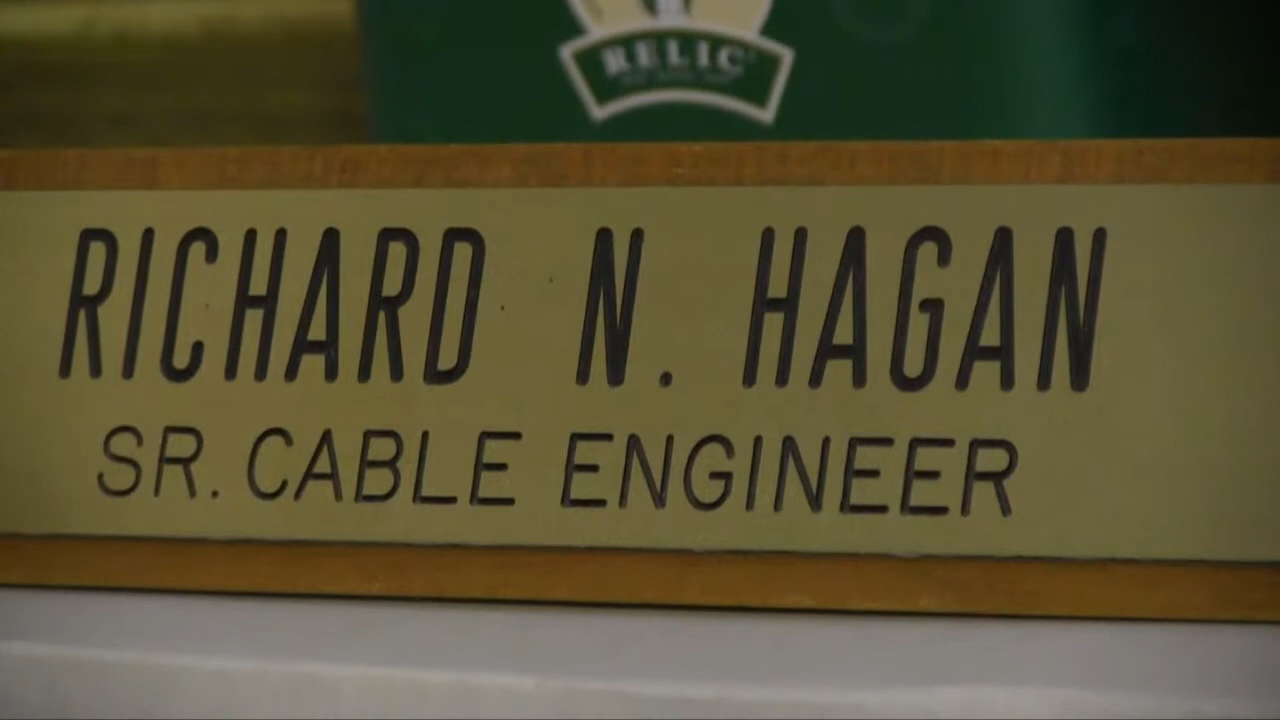 RELIC
RICHARD N. HAGAN
SR. CABLE ENGINEER